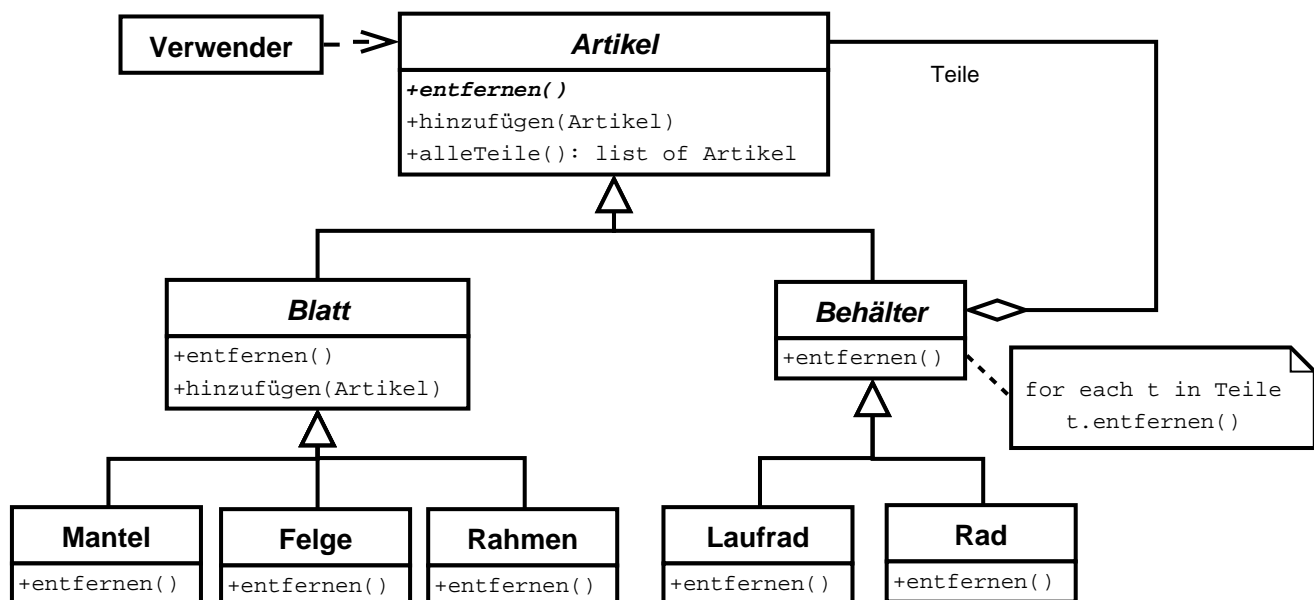 Verwender
Artikel
+entfernen()
+hinzufügen(Artikel)
+alleTeile(): list of Artikel
Teile
Blatt
+entfernen()
+hinzufügen(Artikel)
Behälter
+entfernen()
for each t in Teile
t.entfernen()
Mantel
+entfernen()
Felge
+entfernen()
Rahmen
+entfernen()
Laufrad
+entfernen()
Rad
+entfernen()